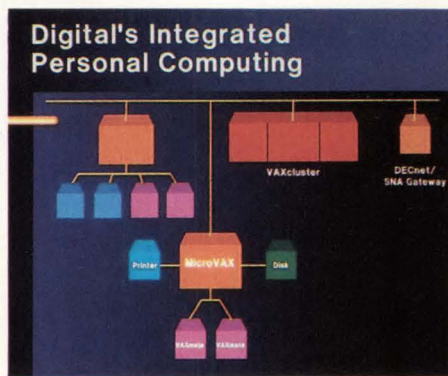 Digital's Integrated
Personal Computing
VAXcluster
DECnet/
SNA Gateway
Printer
MicroVAX
Disk
VAXmate
VAXmate